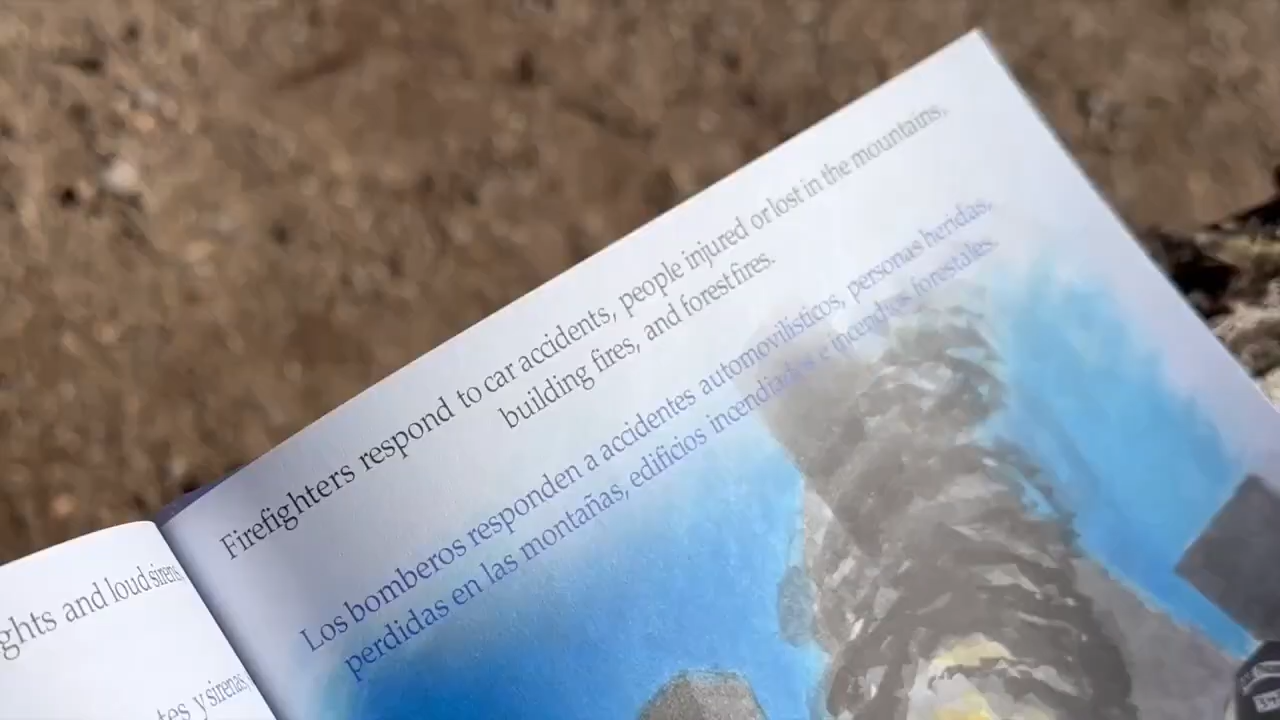 ghts and loud sirens
tes y sirenas
Firefighters respond to car accidents, people injured or lost in the mountains,
building fires, and forest fires.
Los bomberos responden a accidentes automovilísticos, personas heridas,
perdidas en las montañas, edificios incendiados e incendios forestales.